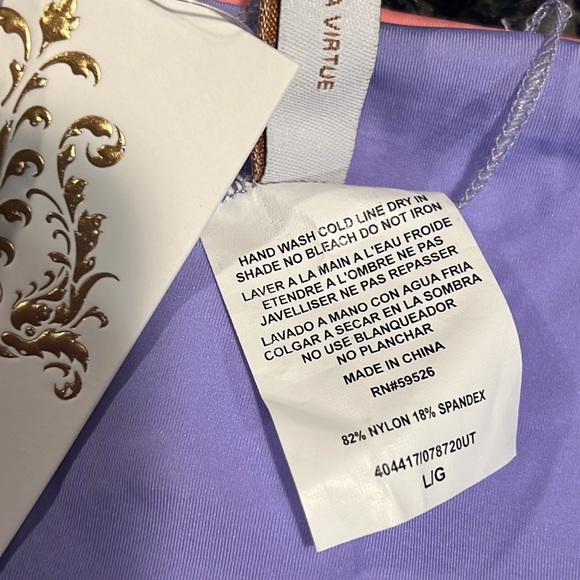 A VIRTUE
HAND WASH COLD LINE DRY IN
SHADE NO BLEACH DO NOT IRON
LAVER A LA MAIN A L'EAU FROIDE
ETENDRE A L'OMBRE NE PAS
JAVELLISER NE PAS REPASSER
LAVADO A MANO CON AGUA FRIA
COLGAR A SECAR EN LA SOMBRA
NO USE BLANQUEADOR
NO PLANCHAR
MADE IN CHINA
RN#59526
82% NYLON 18% SPANDEX
404417/078720UT
L/G